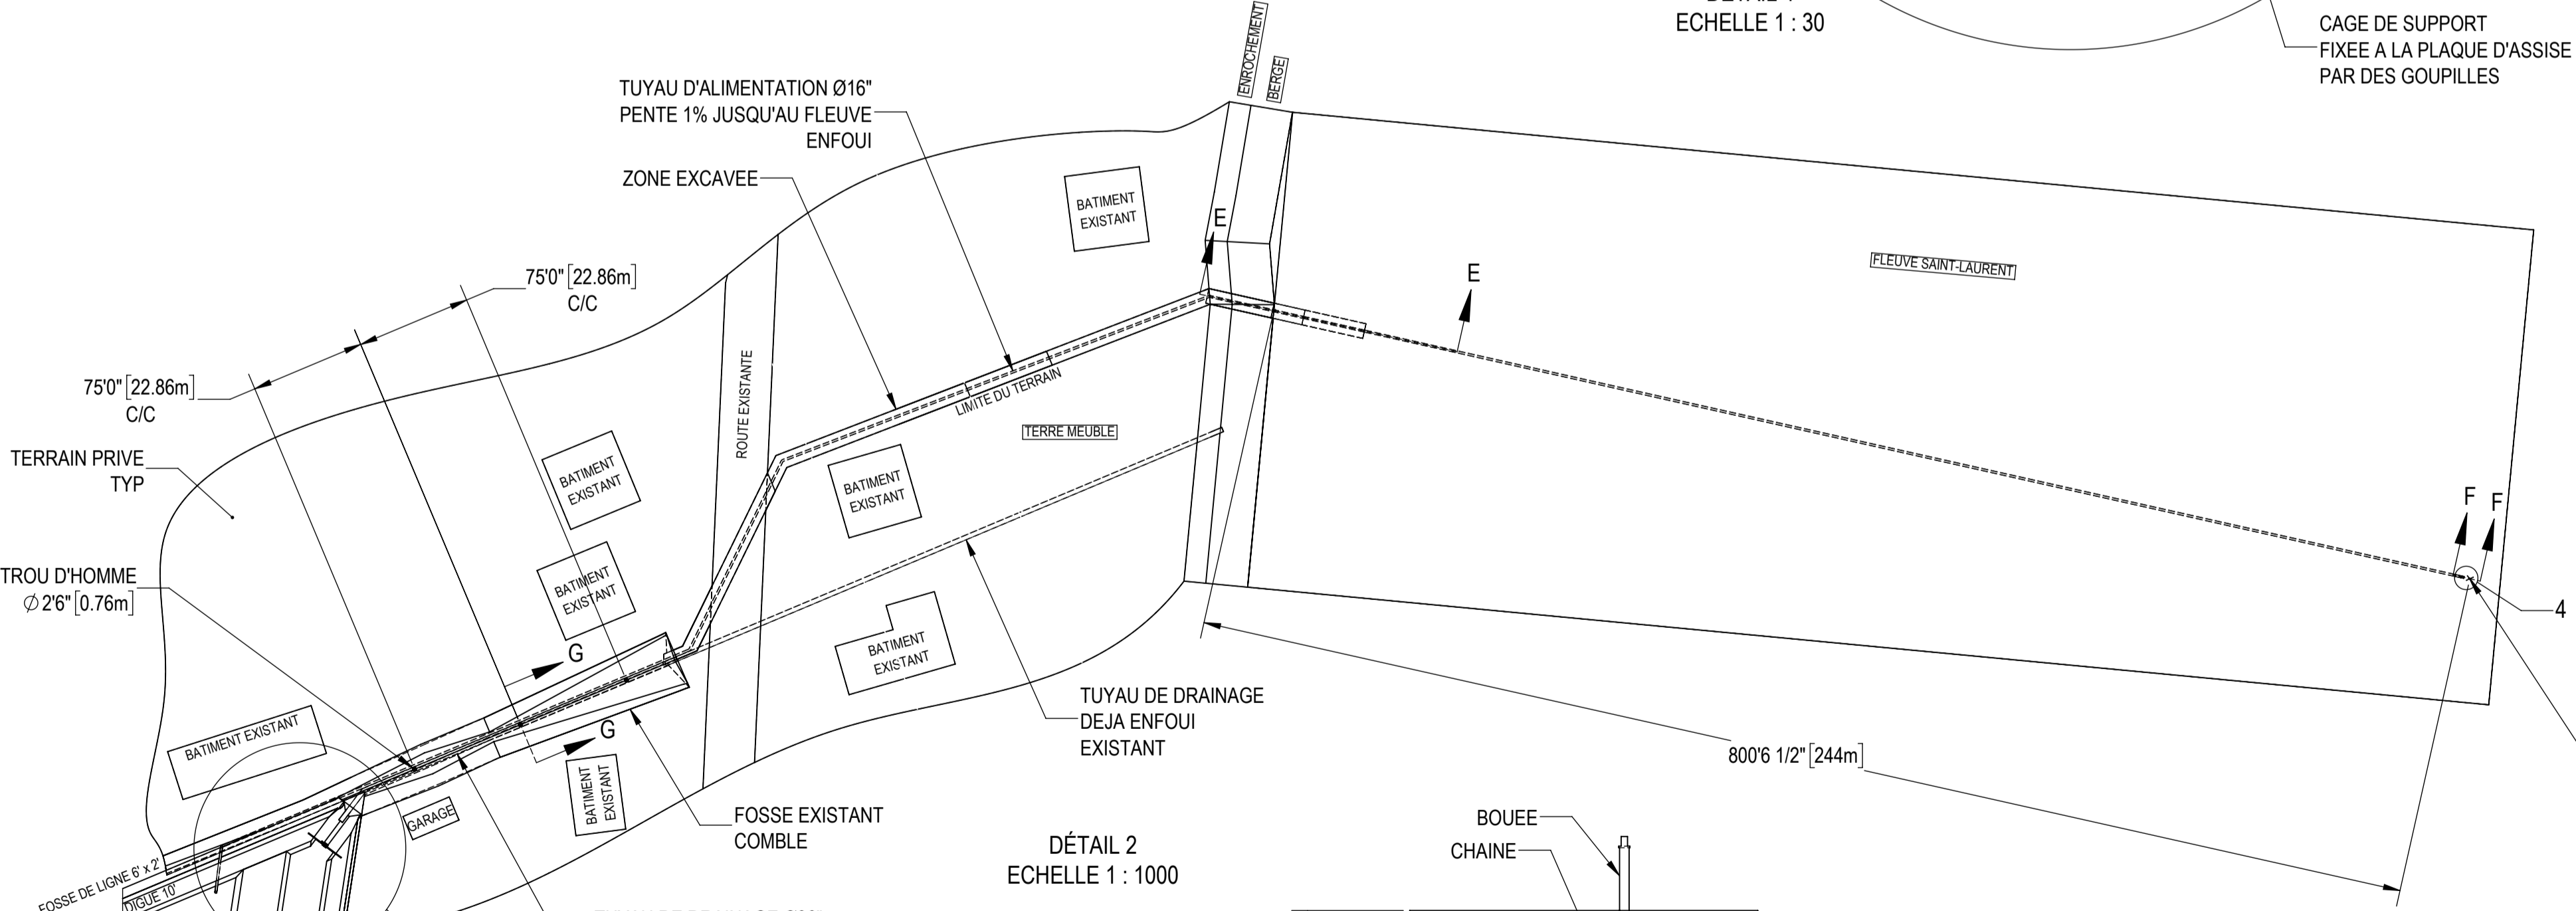 ECHELLE 1 : 30
CAGE DE SUPPORT
FIXEE A LA PLAQUE D'ASSISE
PAR DES GOUPILLES
ENROCHEMENT
BERGE
TUYAU D'ALIMENTATION Ø16"
PENTE 1% JUSQU'AU FLEUVE
ENFOUI
ZONE EXCAVEE
BATIMENT
EXISTANT
E
E
FLEUVE SAINT-LAURENT
75'0" [22.86m]
C/C
75'0" [22.86m]
C/C
ROUTE EXISTANTE
LIMITE DU TERRAIN
TERRE MEUBLE
TERRAIN PRIVE
TYP
BATIMENT
EXISTANT
BATIMENT
EXISTANT
BATIMENT
EXISTANT
F
F
4
TROU D'HOMME
Ø 2'6" [0.76m]
BATIMENT
EXISTANT
G
G
TUYAU DE DRAINAGE
DEJA ENFOUI
EXISTANT
BATIMENT EXISTANT
800'6 1/2" [244m]
BATIMENT
EXISTANT
GARAGE
FOSSE EXISTANT
COMBLE
DÉTAIL 2
ECHELLE 1 : 1000
BOUEE
CHAINE
FOSSE DE LIGNE 6' x 2'
DIGUE 10'